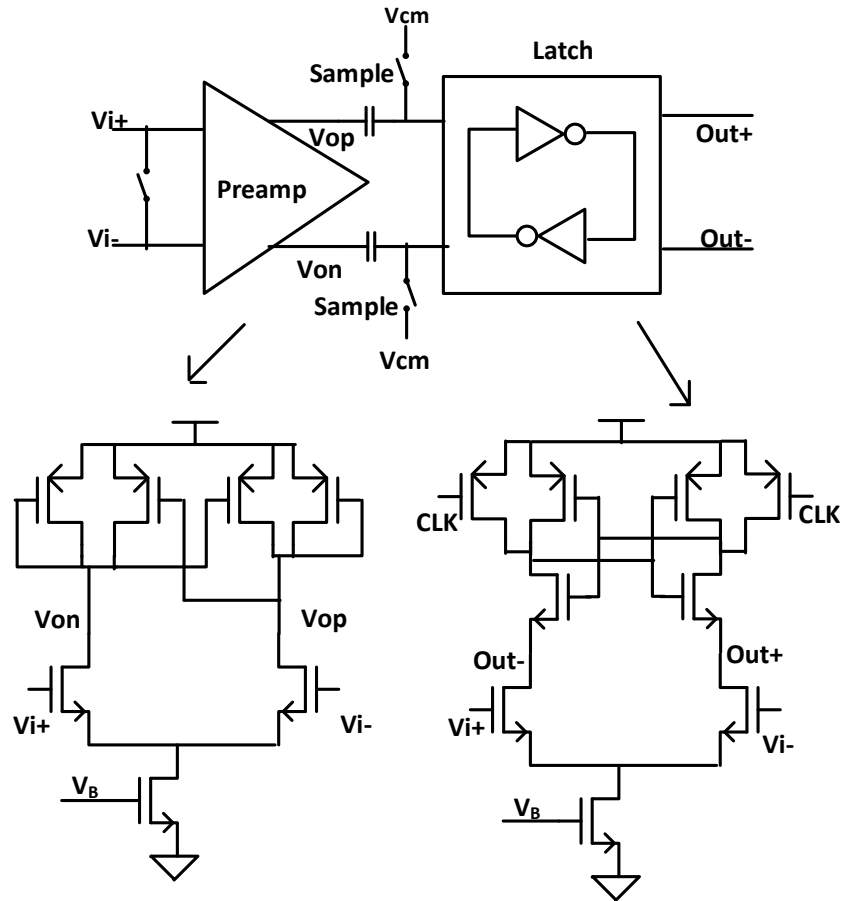 Vcm
Sample
Latch
Vi+
Vop
Out+
Preamp
Vi-
Von
Out-
Sample
Vcm
CLK
CLK
Von
Vop
Out-
Out+
Vi+
Vi-
Vi+
Vi-
VB
VB